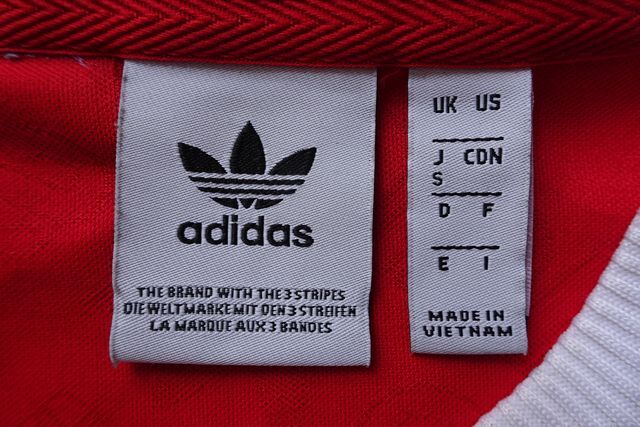 adidas
THE BRAND WITH THE 3 STRIPES
DIE WELTMARKE MIT DEN 3 STREIFEN
LA MARQUE AUX 3 BANDES
UK US
J CDN
S
D F
E I
MADE IN
VIETNAM